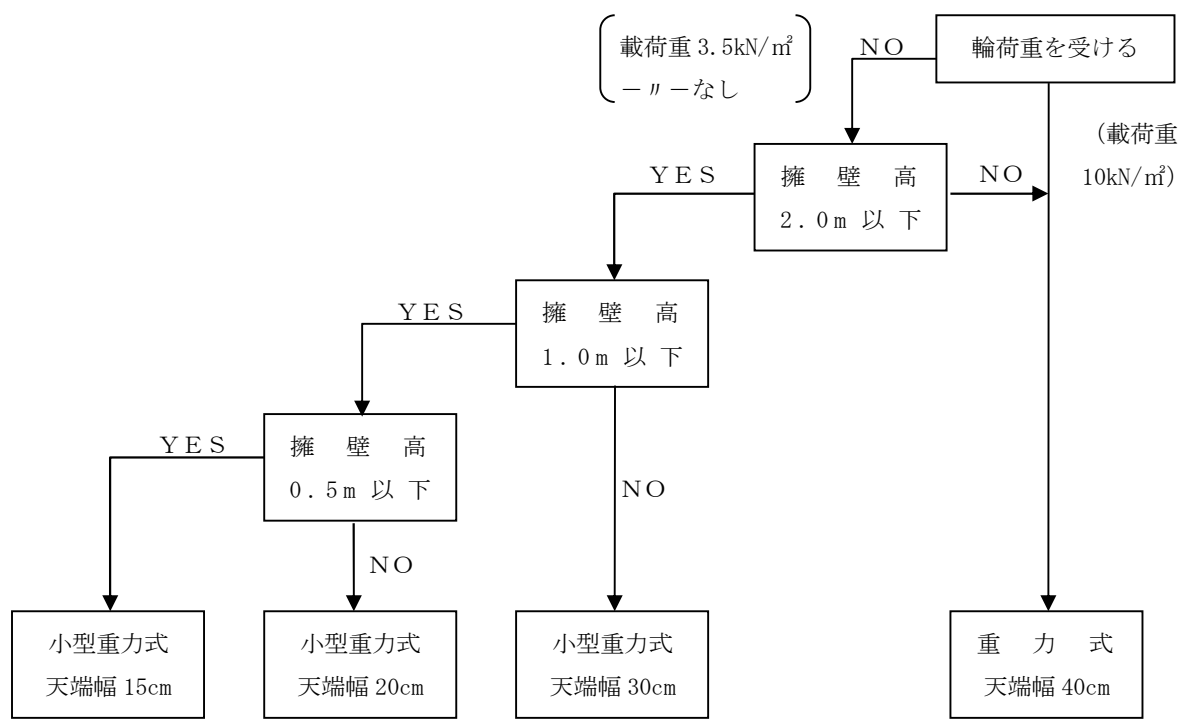 載荷重 3.5kN/㎡
－〃－なし
NO
輪荷重を受ける
(載荷重
10kN/㎡)
YES
擁 壁 高
2.0m 以 下
NO
YES
擁 壁 高
1.0m 以 下
YES
擁 壁 高
0.5m 以 下
NO
NO
小型重力式
天端幅 15cm
小型重力式
天端幅 20cm
小型重力式
天端幅 30cm
重 力 式
天端幅 40cm